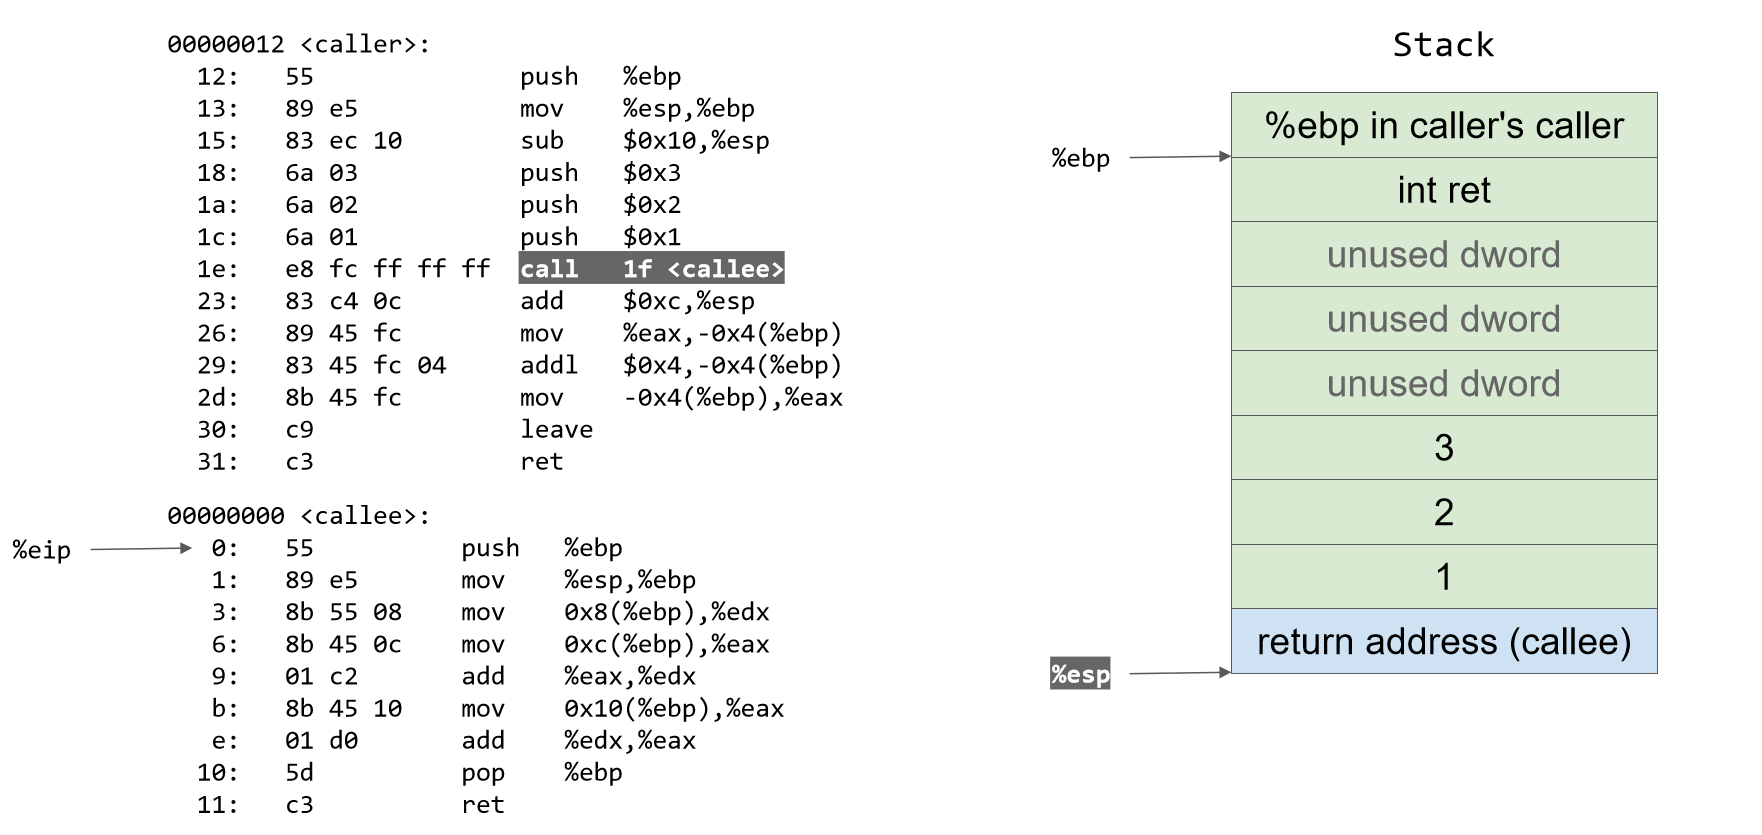 00000012 <caller>:
12: 55 push %ebp
13: 89 e5 mov %esp,%ebp
15: 83 ec 10 sub $0x10,%esp
18: 6a 03 push $0x3
1a: 6a 02 push $0x2
1c: 6a 01 push $0x1
1e: e8 fc ff ff ff call 1f <callee>
23: 83 c4 0c add $0xc,%esp
26: 89 45 fc mov %eax,-0x4(%ebp)
29: 83 45 fc 04 addl $0x4,-0x4(%ebp)
2d: 8b 45 fc mov -0x4(%ebp),%eax
30: c9 leave
31: c3 ret
00000000 <callee>:
%eip 0: 55 push %ebp
1: 89 e5 mov %esp,%ebp
3: 8b 55 08 mov 0x8(%ebp),%edx
6: 8b 45 0c mov 0xc(%ebp),%eax
9: 01 c2 add %eax,%edx
b: 8b 45 10 mov 0x10(%ebp),%eax
e: 01 d0 add %edx,%eax
10: 5d pop %ebp
11: c3 ret
Stack
%ebp in caller's caller
%ebp
int ret
unused dword
unused dword
unused dword
3
2
1
return address (callee)
%esp